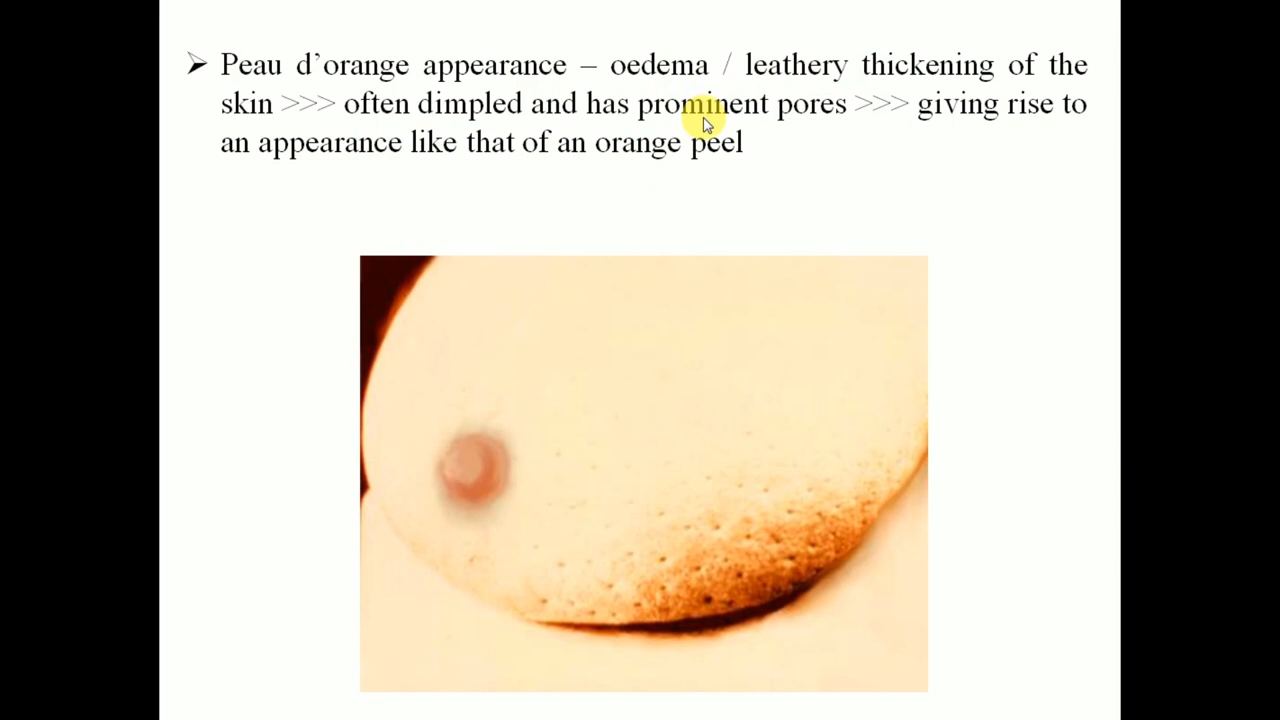 ➢ Peau d’orange appearance – oedema / leathery thickening of the
skin >>> often dimpled and has prominent pores >>> giving rise to
an appearance like that of an orange peel